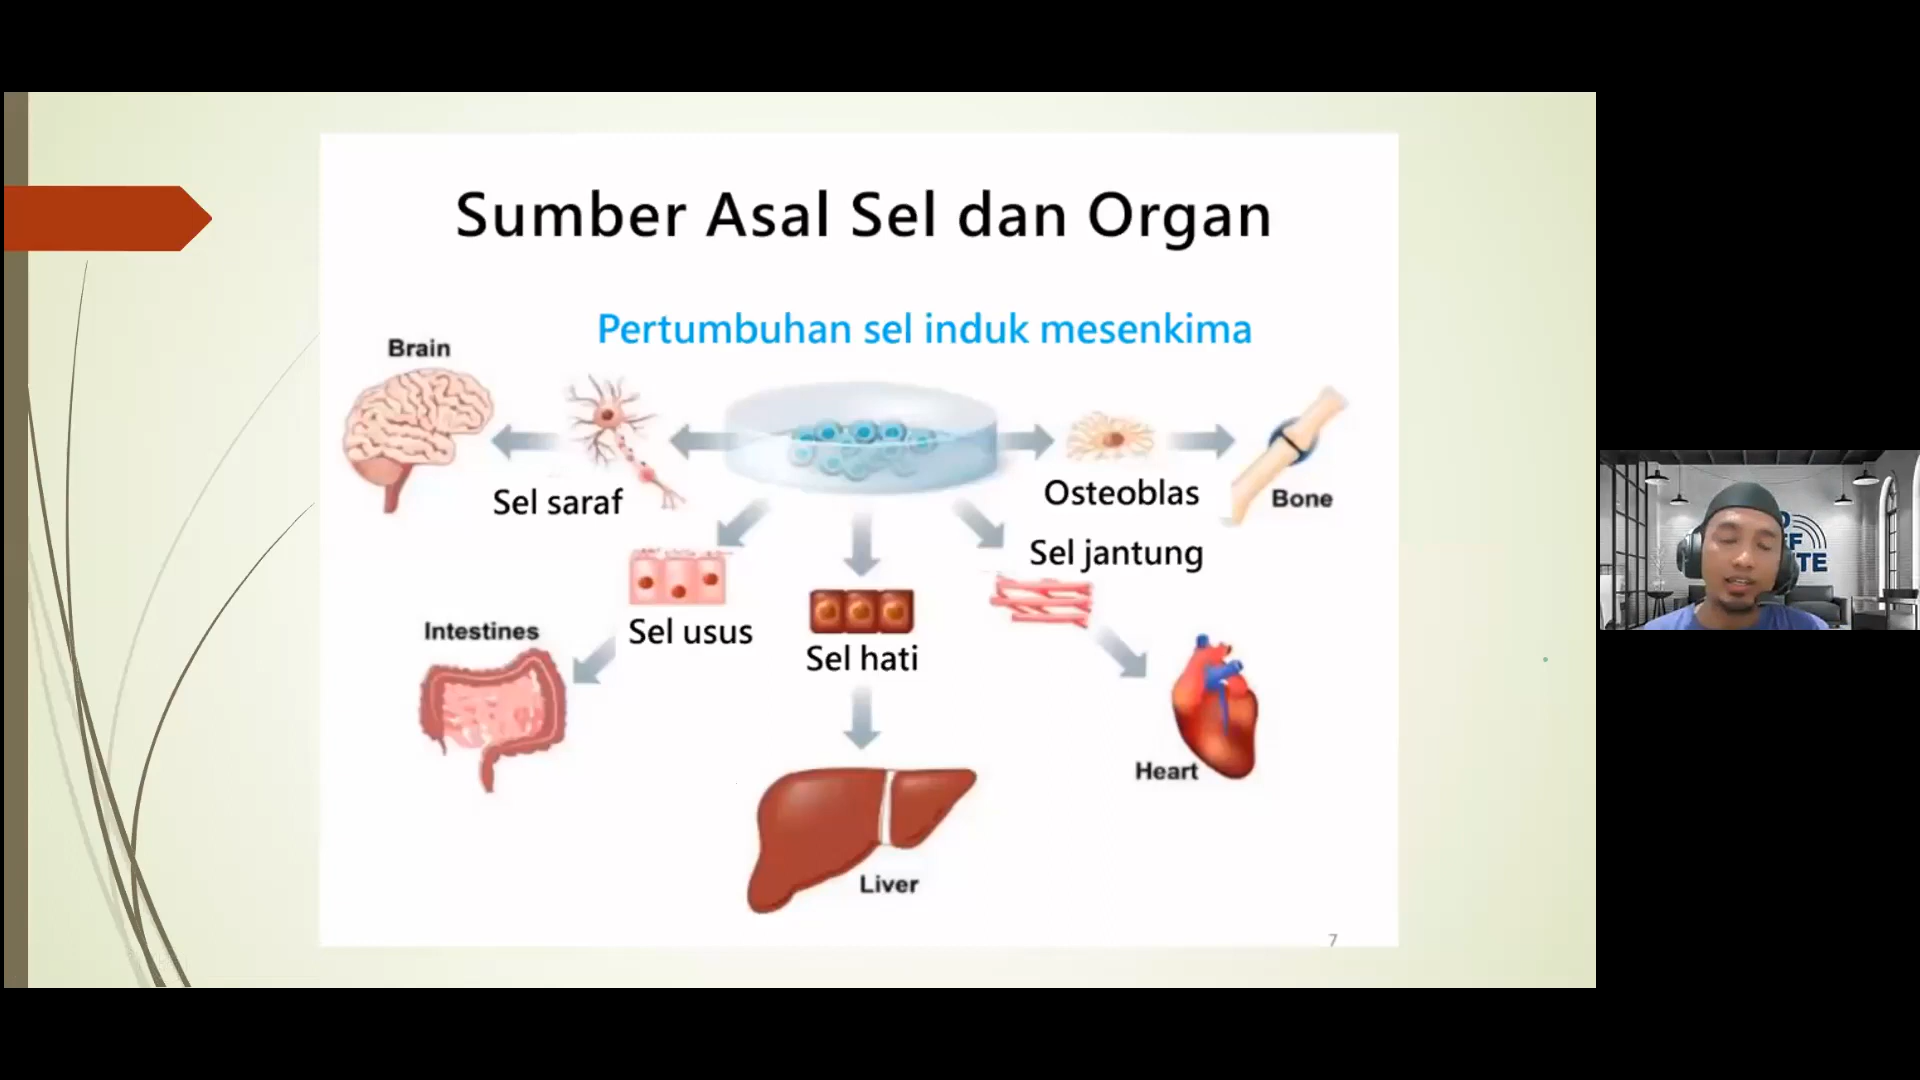 Sumber Asal Sel dan Organ
Pertumbuhan sel induk mesenkima
Brain
Sel saraf
Osteoblas
Bone
Sel jantung
Intestines
Sel usus
Sel hati
Heart
Liver
7